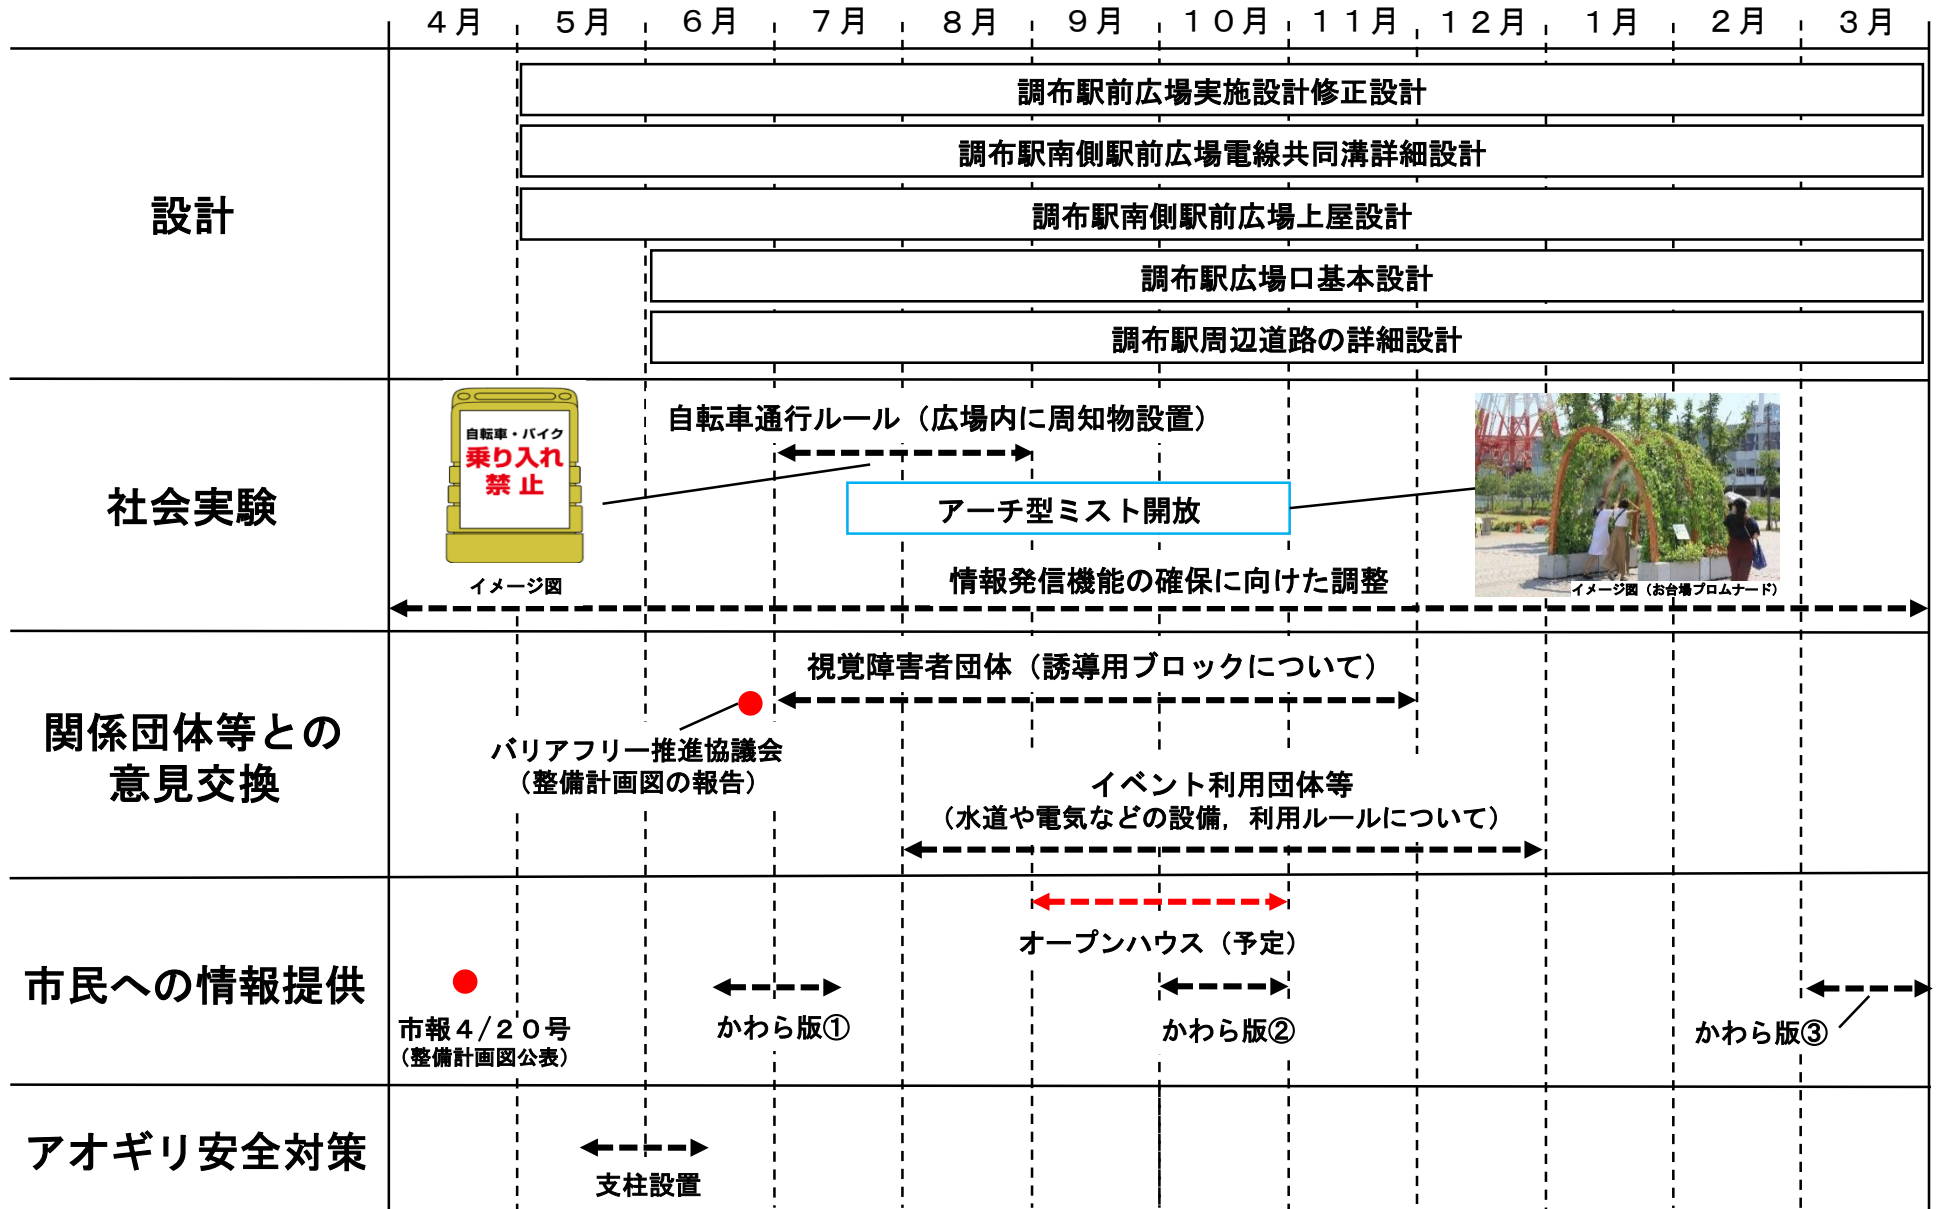 ４月 ５月 ６月 ７月 ８月 ９月 １０月 １１月 １２月 １月 ２月 ３月
設計
調布駅前広場実施設計修正設計
調布駅南側駅前広場電線共同溝詳細設計
調布駅南側駅前広場上屋設計
調布駅広場口基本設計
調布駅周辺道路の詳細設計
社会実験
自転車・バイク
乗り入れ
禁止
イメージ図
自転車通行ルール（広場内に周知物設置）
アーチ型ミスト開放
イメージ図（お台場プロムナード）
情報発信機能の確保に向けた調整
関係団体等との
意見交換
視覚障害者団体（誘導用ブロックについて）
バリアフリー推進協議会
（整備計画図の報告）
イベント利用団体等
（水道や電気などの設備，利用ルールについて）
市民への情報提供
オープンハウス（予定）
市報４/２０号
（整備計画図公表）
かわら版①
かわら版②
かわら版③
アオギリ安全対策
支柱設置